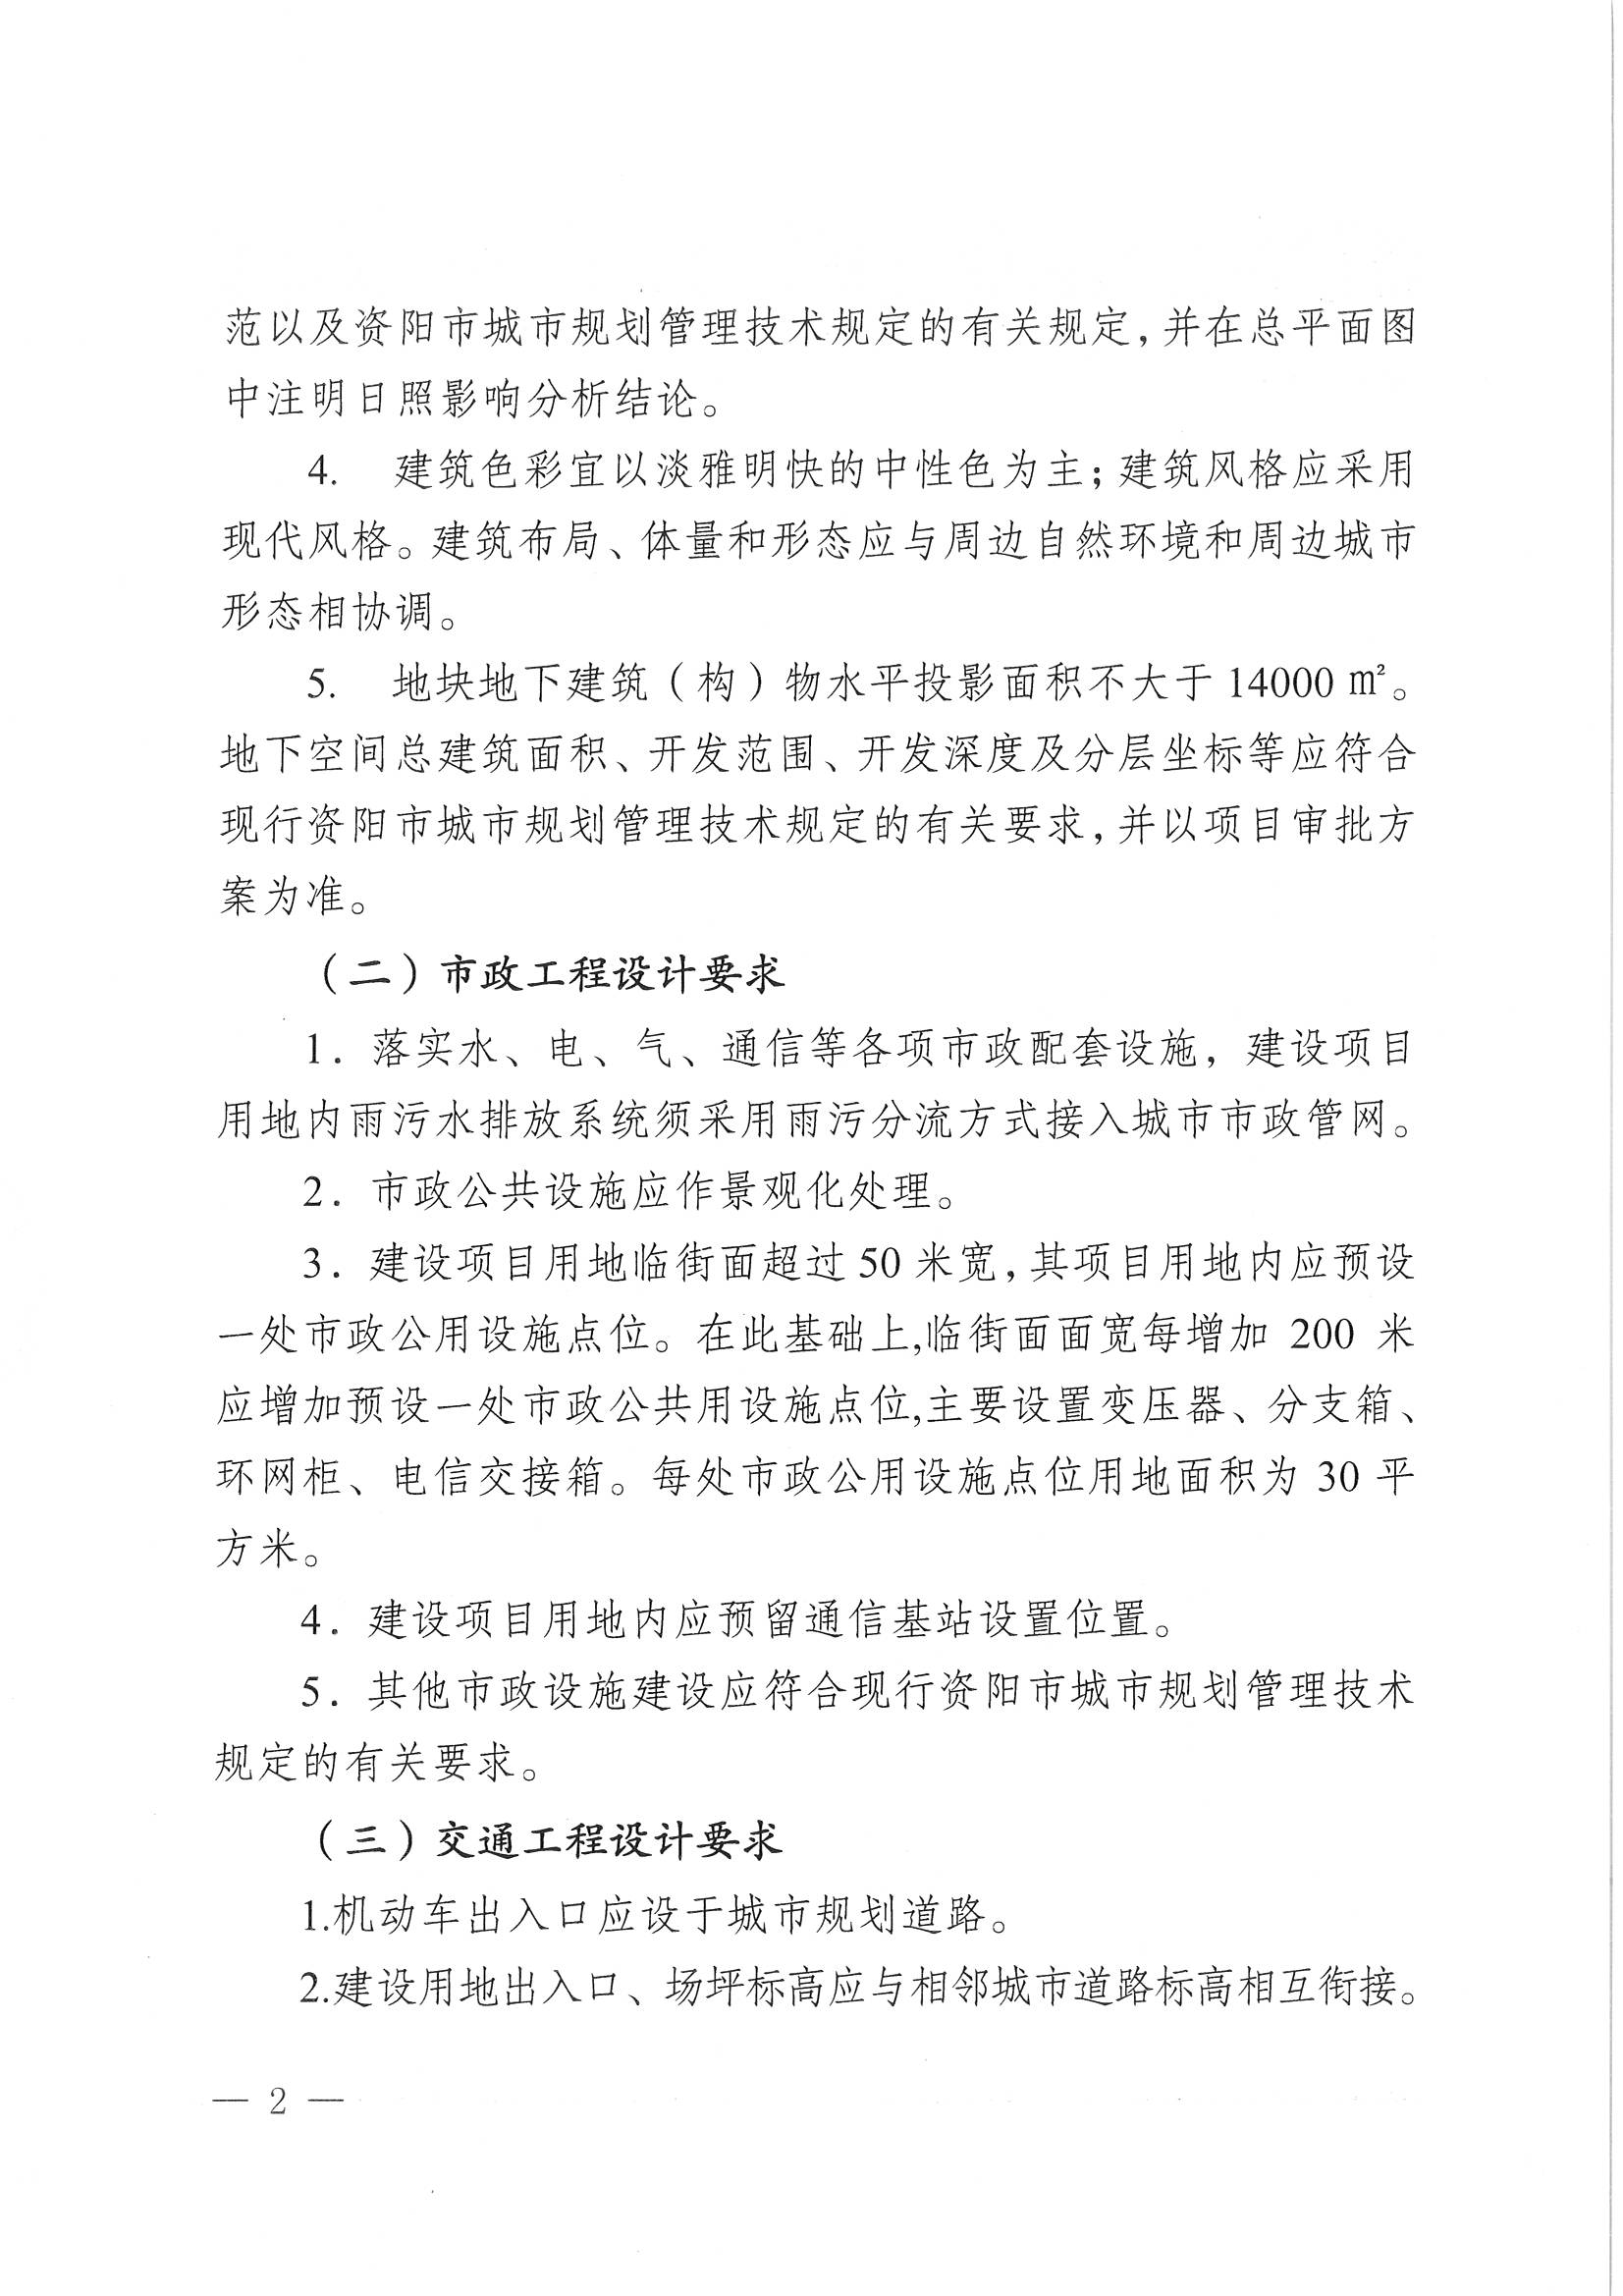 范以及资阳市城市规划管理技术规定的有关规定,并在总平面图
中注明日照影响分析结论。
4. 建筑色彩宜以淡雅明快的中性色为主;建筑风格应采用
现代风格。建筑布局、体量和形态应与周边自然环境和周边城市
形态相协调。
5. 地块地下建筑（构）物水平投影面积不大于 14000 ㎡。
地下空间总建筑面积、开发范围、开发深度及分层坐标等应符合
现行资阳市城市规划管理技术规定的有关要求,并以项目审批方
案为准。
（二）市政工程设计要求
1. 落实水、电、气、通信等各项市政配套设施，建设项目
用地内雨污水排放系统须采用雨污分流方式接入城市市政管网。
2. 市政公共设施应作景观化处理。
3. 建设项目用地临街面超过 50 米宽,其项目用地内应预设
一处市政公用设施点位。在此基础上,临街面面宽每增加 200 米
应增加预设一处市政公共用设施点位,主要设置变压器、分支箱、
环网柜、电信交接箱。每处市政公用设施点位用地面积为 30 平
方米。
4. 建设项目用地内应预留通信基站设置位置。
5. 其他市政设施建设应符合现行资阳市城市规划管理技术
规定的有关要求。
（三）交通工程设计要求
1.机动车出入口应设于城市规划道路。
2.建设用地出入口、场坪标高应与相邻城市道路标高相互衔接。
— 2 —